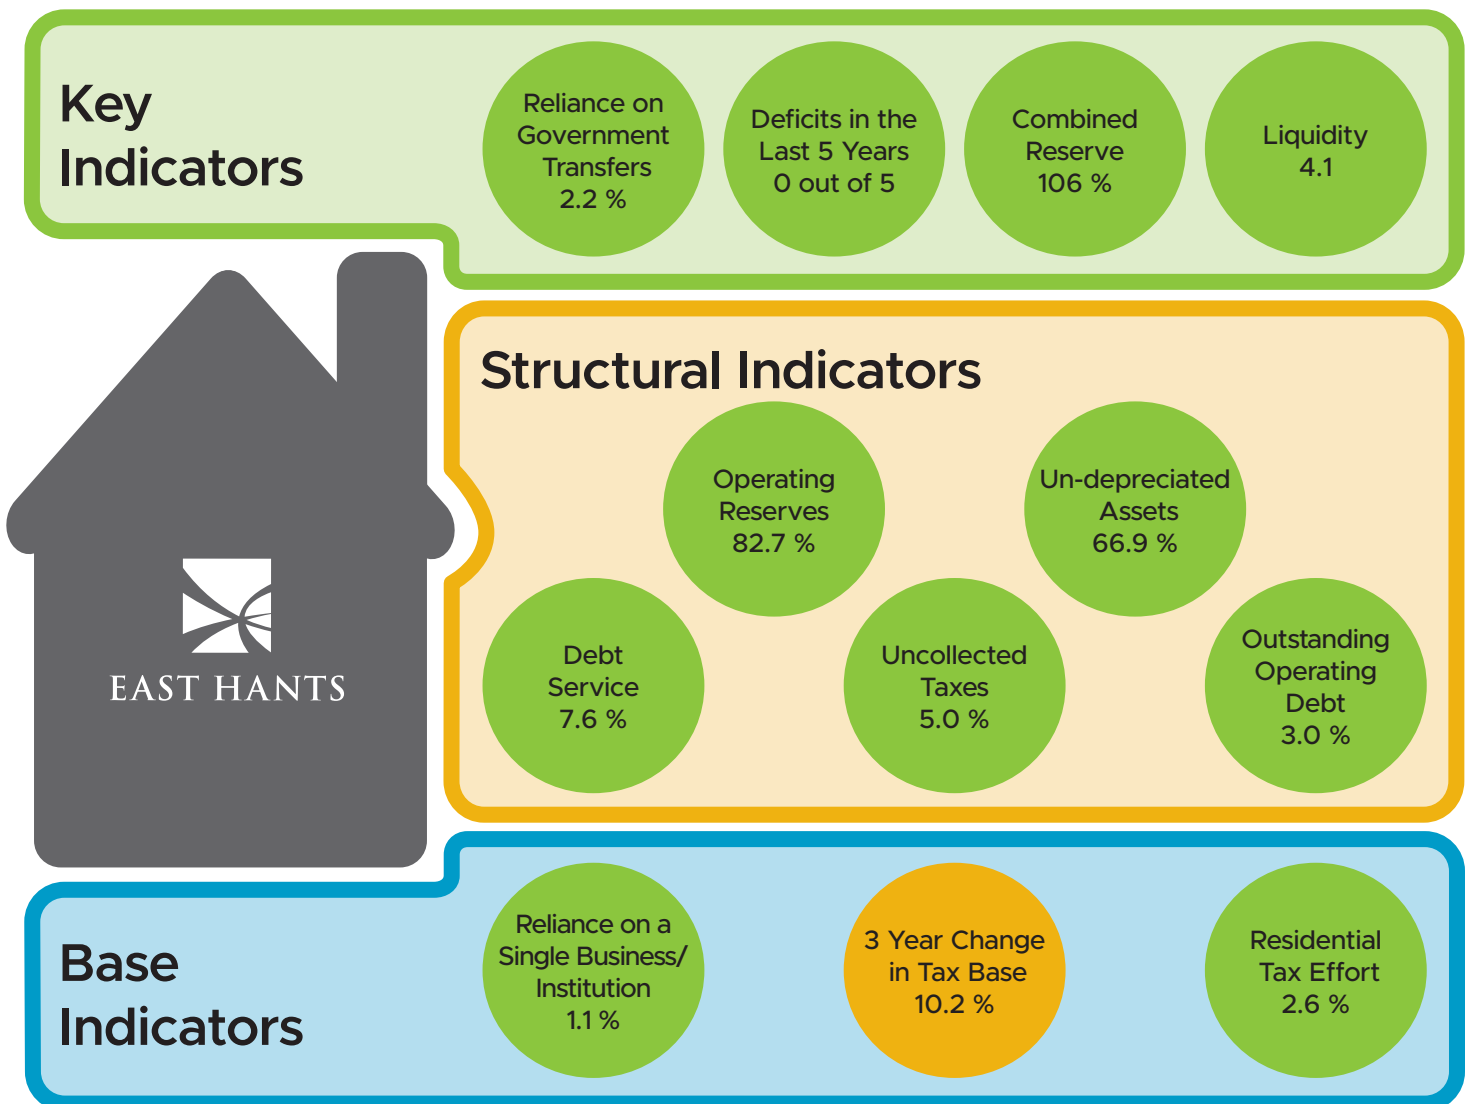 Key
Indicators
Reliance on
Government
Transfers
2.2 %
Deficits in the
Last 5 Years
0 out of 5
Combined
Reserve
106 %
Liquidity
4.1
Structural Indicators
Operating
Reserves
82.7 %
Un-depreciated
Assets
66.9 %
Debt
Service
7.6 %
Uncollected
Taxes
5.0 %
Outstanding
Operating
Debt
3.0 %
EAST HANTS
Base
Indicators
Reliance on a
Single Business/
Institution
1.1 %
3 Year Change
in Tax Base
10.2 %
Residential
Tax Effort
2.6 %